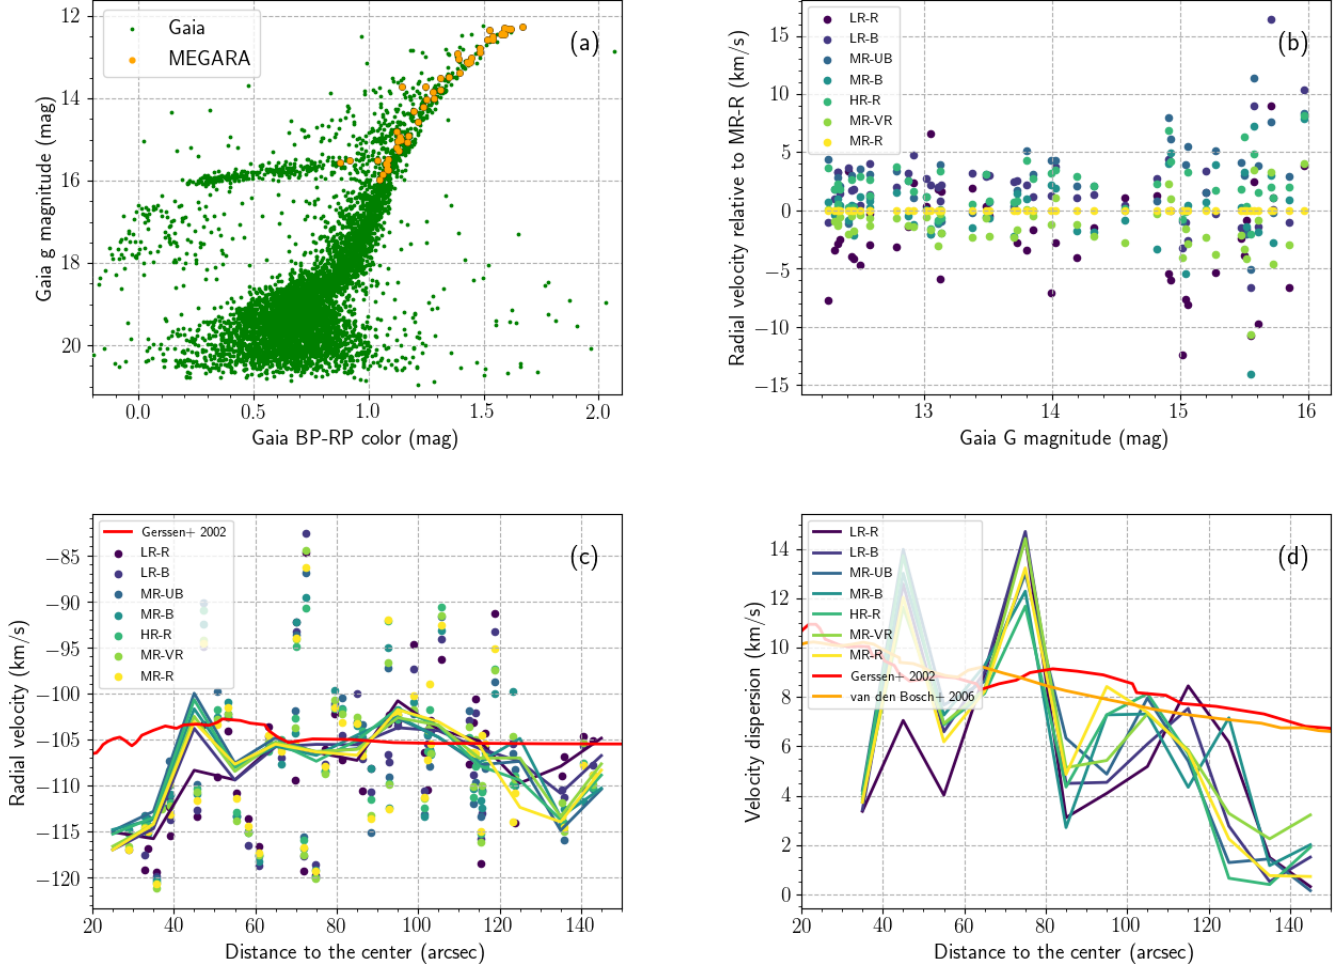 12
14
16
18
20
0.0
0.5
1.0
1.5
2.0
Gaia g magnitude (mag)
Gaia BP-RP color (mag)
Gaia
MEGARA
(a)
15
10
5
0
−5
−10
−15
13
14
15
16
Radial velocity relative to MR-R (km/s)
Gaia G magnitude (mag)
LR-R
LR-B
MR-UB
MR-B
HR-R
MR-VR
MR-R
(b)
−85
−90
−95
−100
−105
−110
−115
−120
20
40
60
80
100
120
140
Radial velocity (km/s)
Distance to the center (arcsec)
Gerssen+ 2002
LR-R
LR-B
MR-UB
MR-B
HR-R
MR-VR
MR-R
(c)
14
12
10
8
6
4
2
0
20
40
60
80
100
120
140
Velocity dispersion (km/s)
Distance to the center (arcsec)
LR-R
LR-B
MR-UB
MR-B
HR-R
MR-VR
MR-R
Gerssen+ 2002
van den Bosch+ 2006
(d)